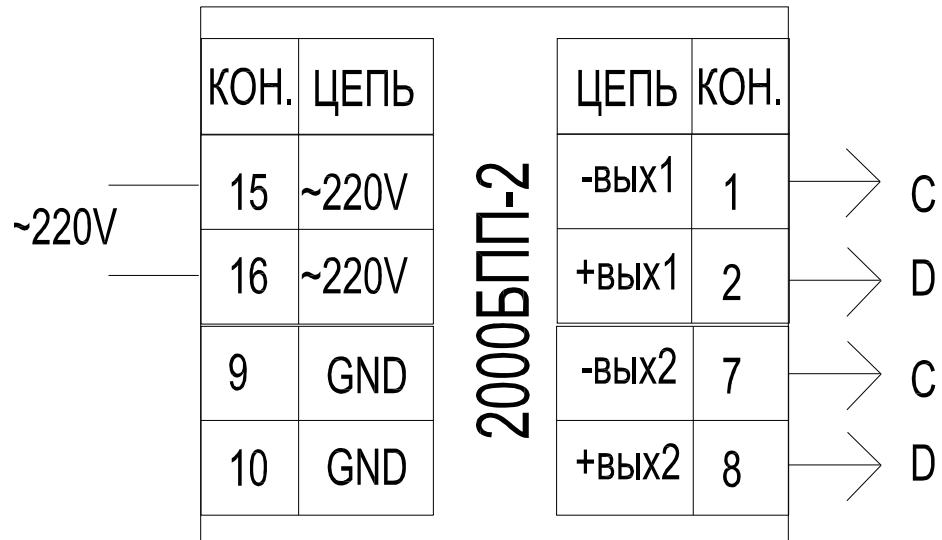 КОН. ЦЕПЬ ЦЕПЬ КОН.
15 ~220V -вых1 1 C
~220V
16 ~220V +вых1 2 D
2000БПП-2
9 GND -вых2 7 C
10 GND +вых2 8 D